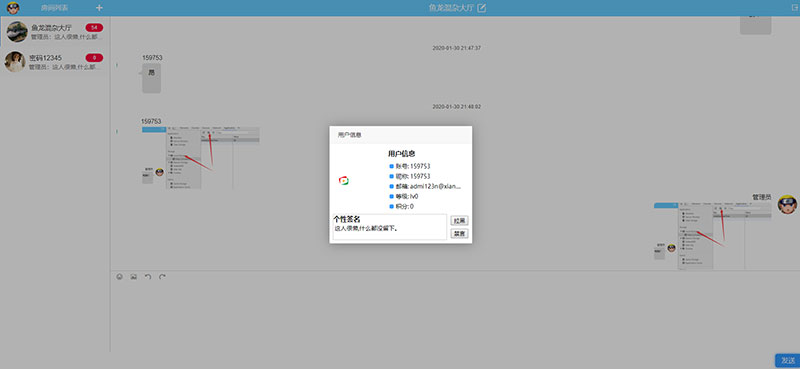 房间列表
鱼龙混杂大厅
鱼龙混杂大厅
54
管理员：这人很懒,什么都...
密码12345
6
管理员：这人很懒,什么都...
2020-01-30 21:47:37
159753
2020-01-30 21:48:02
159753
管理员
用户信息
用户信息
账号: 159753
昵称: 159753
邮箱: admi123n@xian...
等级: lv0
积分: 0
个性签名
这人很懒,什么都没留下。
拉黑
禁言
发送